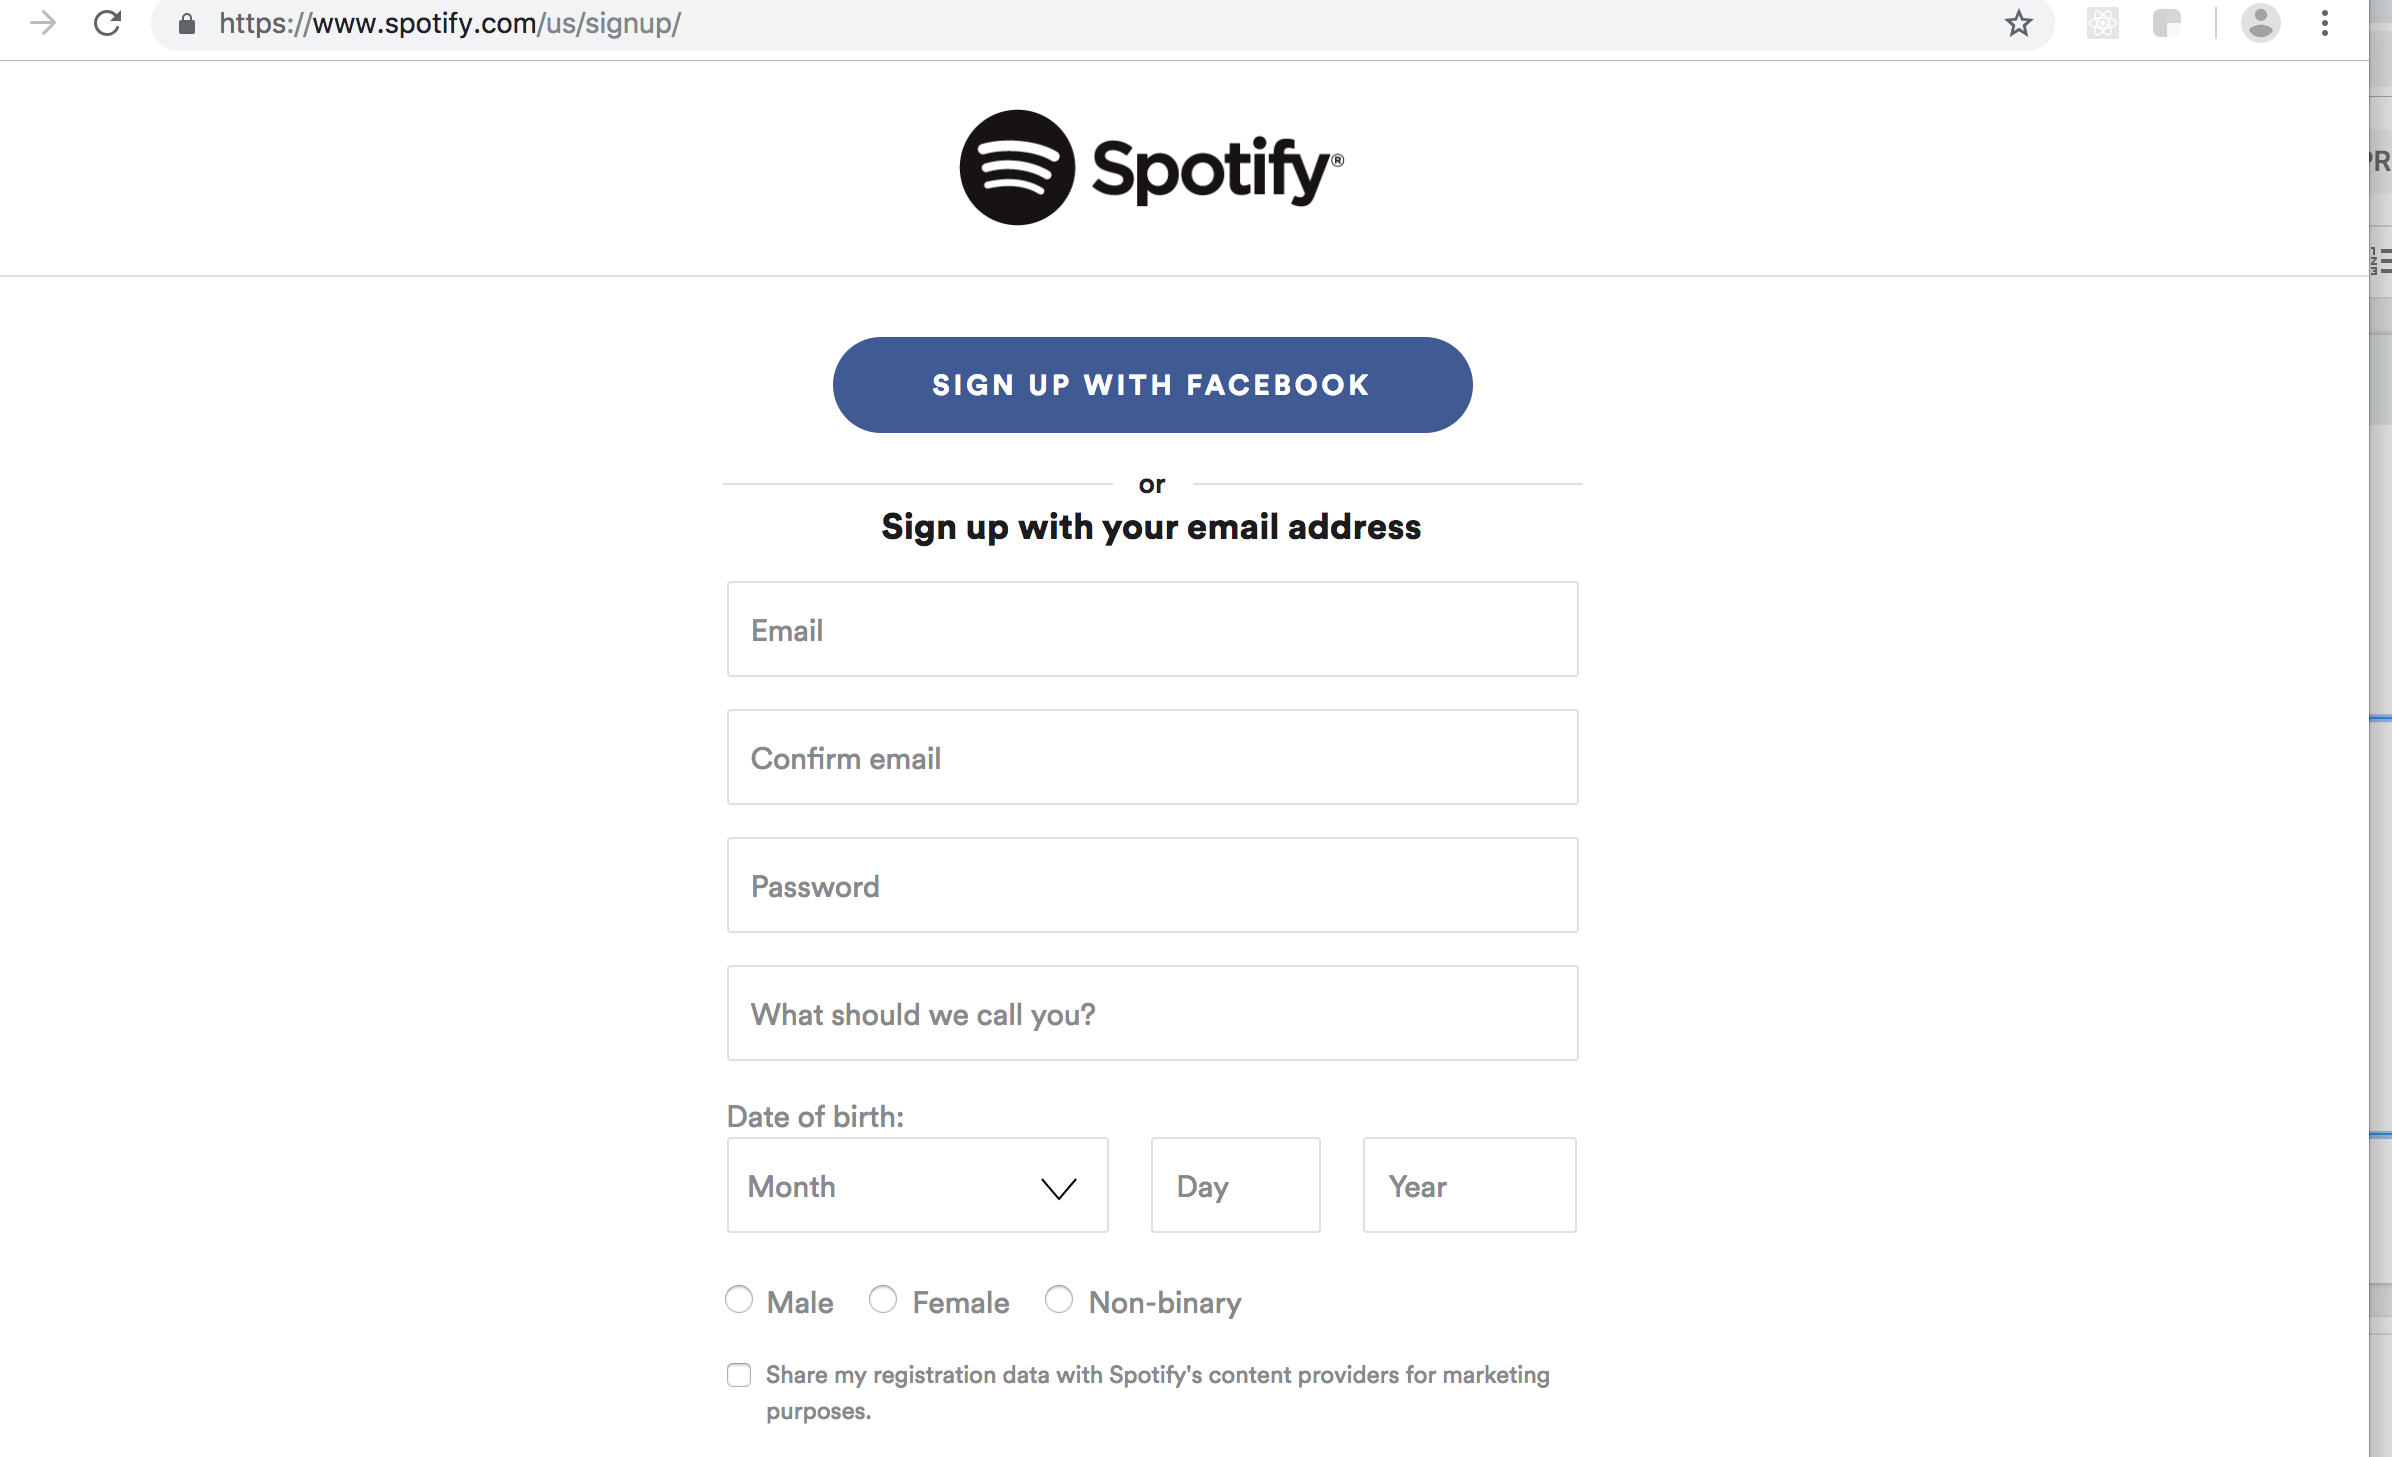 https://www.spotify.com/us/signup/
Spotify®
SIGN UP WITH FACEBOOK
or
Sign up with your email address
Email
Confirm email
Password
What should we call you?
Date of birth:
Month Day Year
Male Female Non-binary
Share my registration data with Spotify's content providers for marketing
purposes.